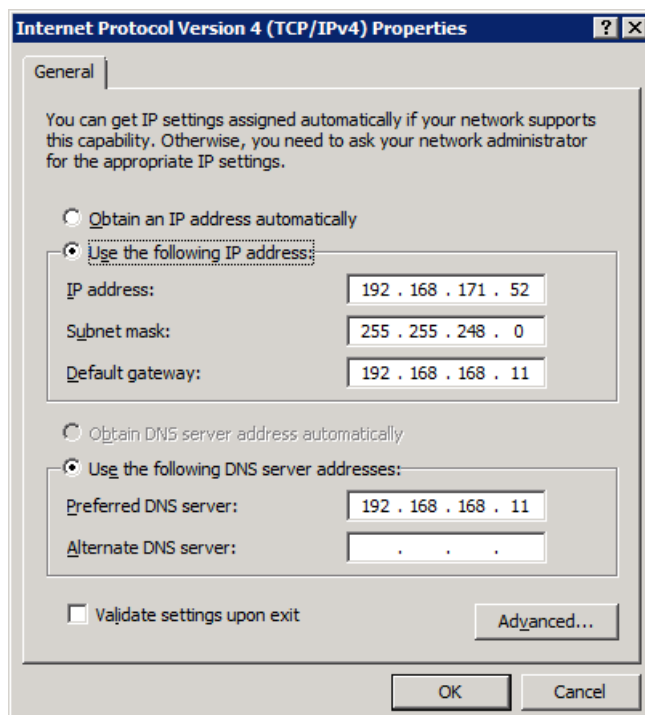 Internet Protocol Version 4 (TCP/IPv4) Properties
General
You can get IP settings assigned automatically if your network supports
this capability. Otherwise, you need to ask your network administrator
for the appropriate IP settings.
Obtain an IP address automatically
Use the following IP address:
IP address: 192 . 168 . 171 . 52
Subnet mask: 255 . 255 . 248 . 0
Default gateway: 192 . 168 . 168 . 11
Obtain DNS server address automatically
Use the following DNS server addresses:
Preferred DNS server: 192 . 168 . 168 . 11
Alternate DNS server: . . .
Validate settings upon exit
Advanced...
OK Cancel